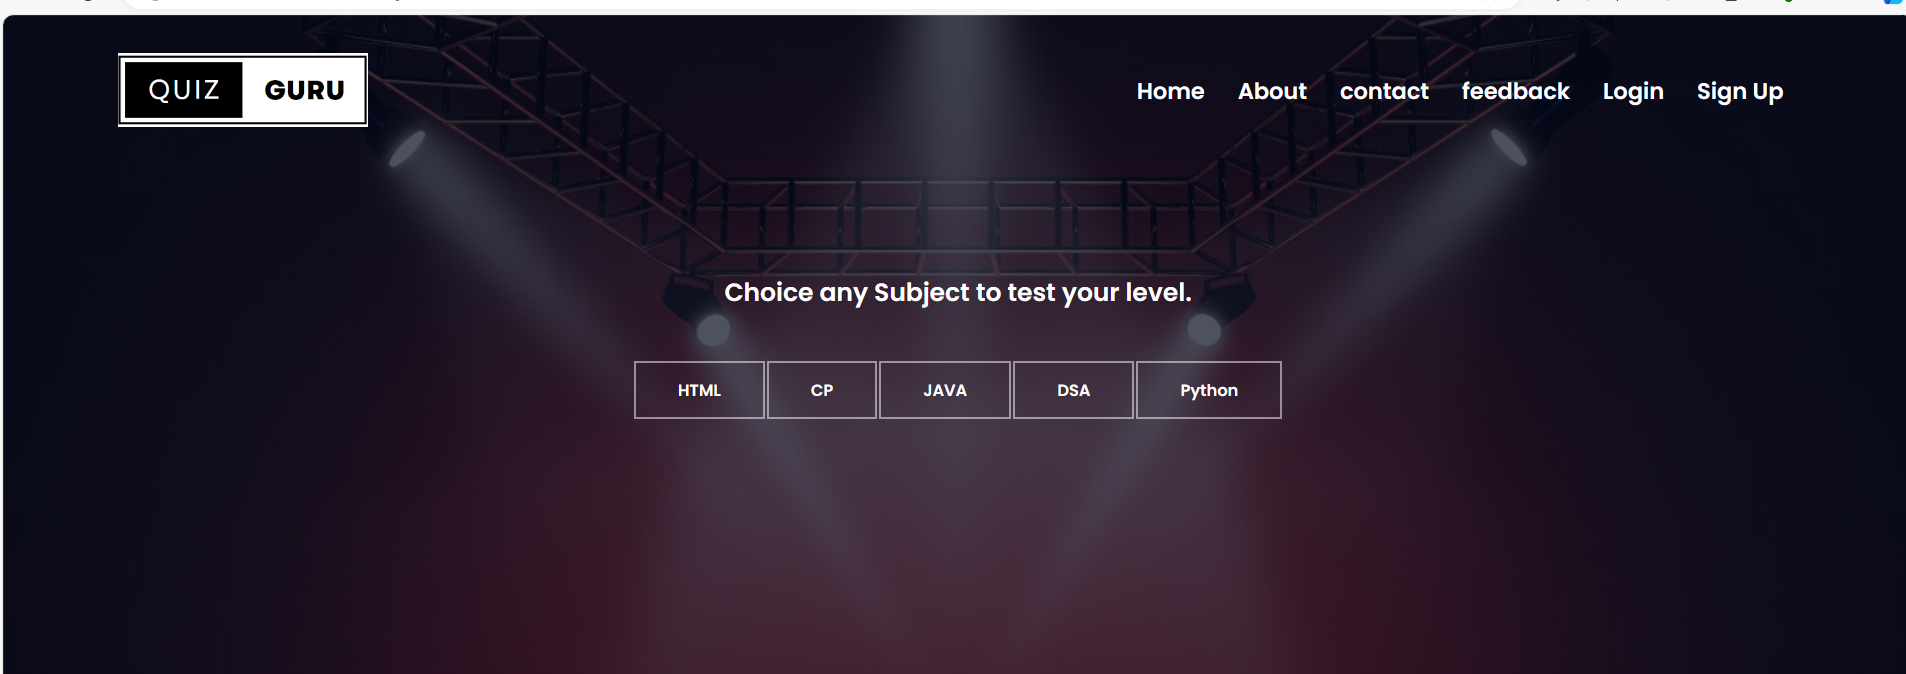 QUIZ GURU
Home About contact feedback Login Sign Up
Choice any Subject to test your level.
HTML CP JAVA DSA Python